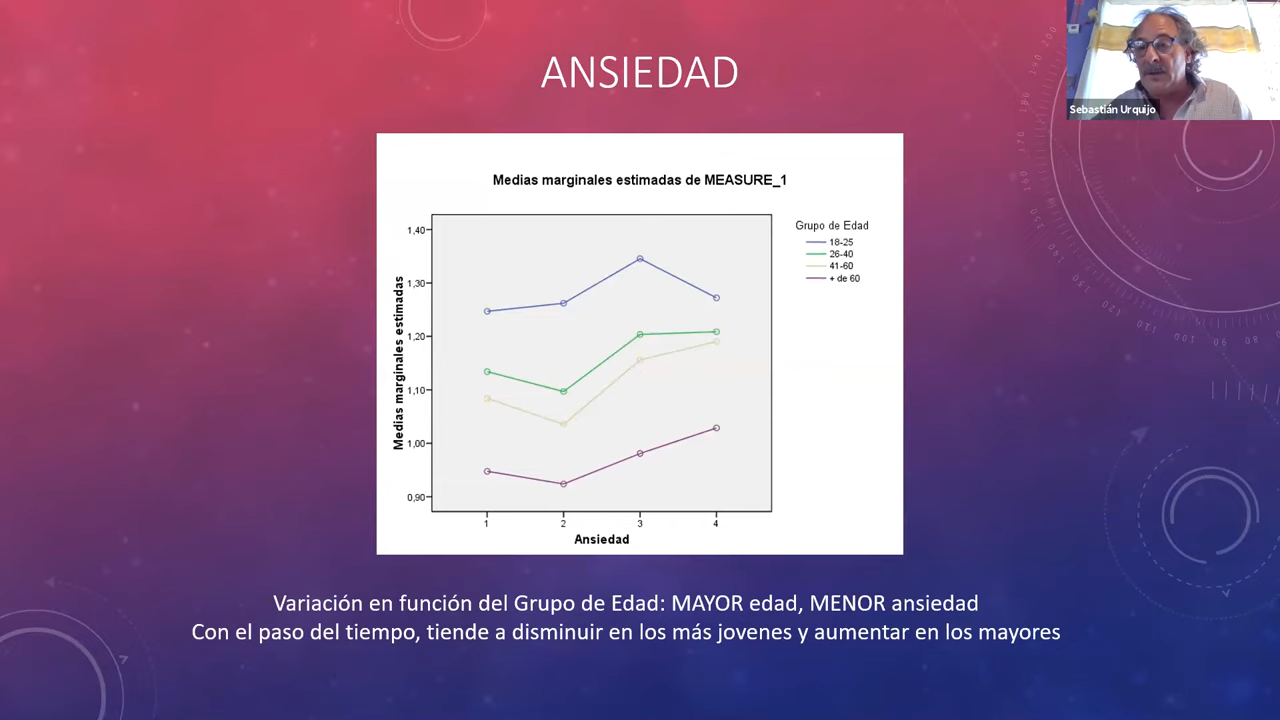 ANSIEDAD
Sebastián Urquijo
Medias marginales estimadas de MEASURE_1
Medias marginales estimadas
1,40
1,30
1,20
1,10
1,00
0,90
1 2 3 4
Ansiedad
Grupo de Edad
18-25
26-40
41-60
+ de 60
Variación en función del Grupo de Edad: MAYOR edad, MENOR ansiedad
Con el paso del tiempo, tiende a disminuir en los más jovenes y aumentar en los mayores